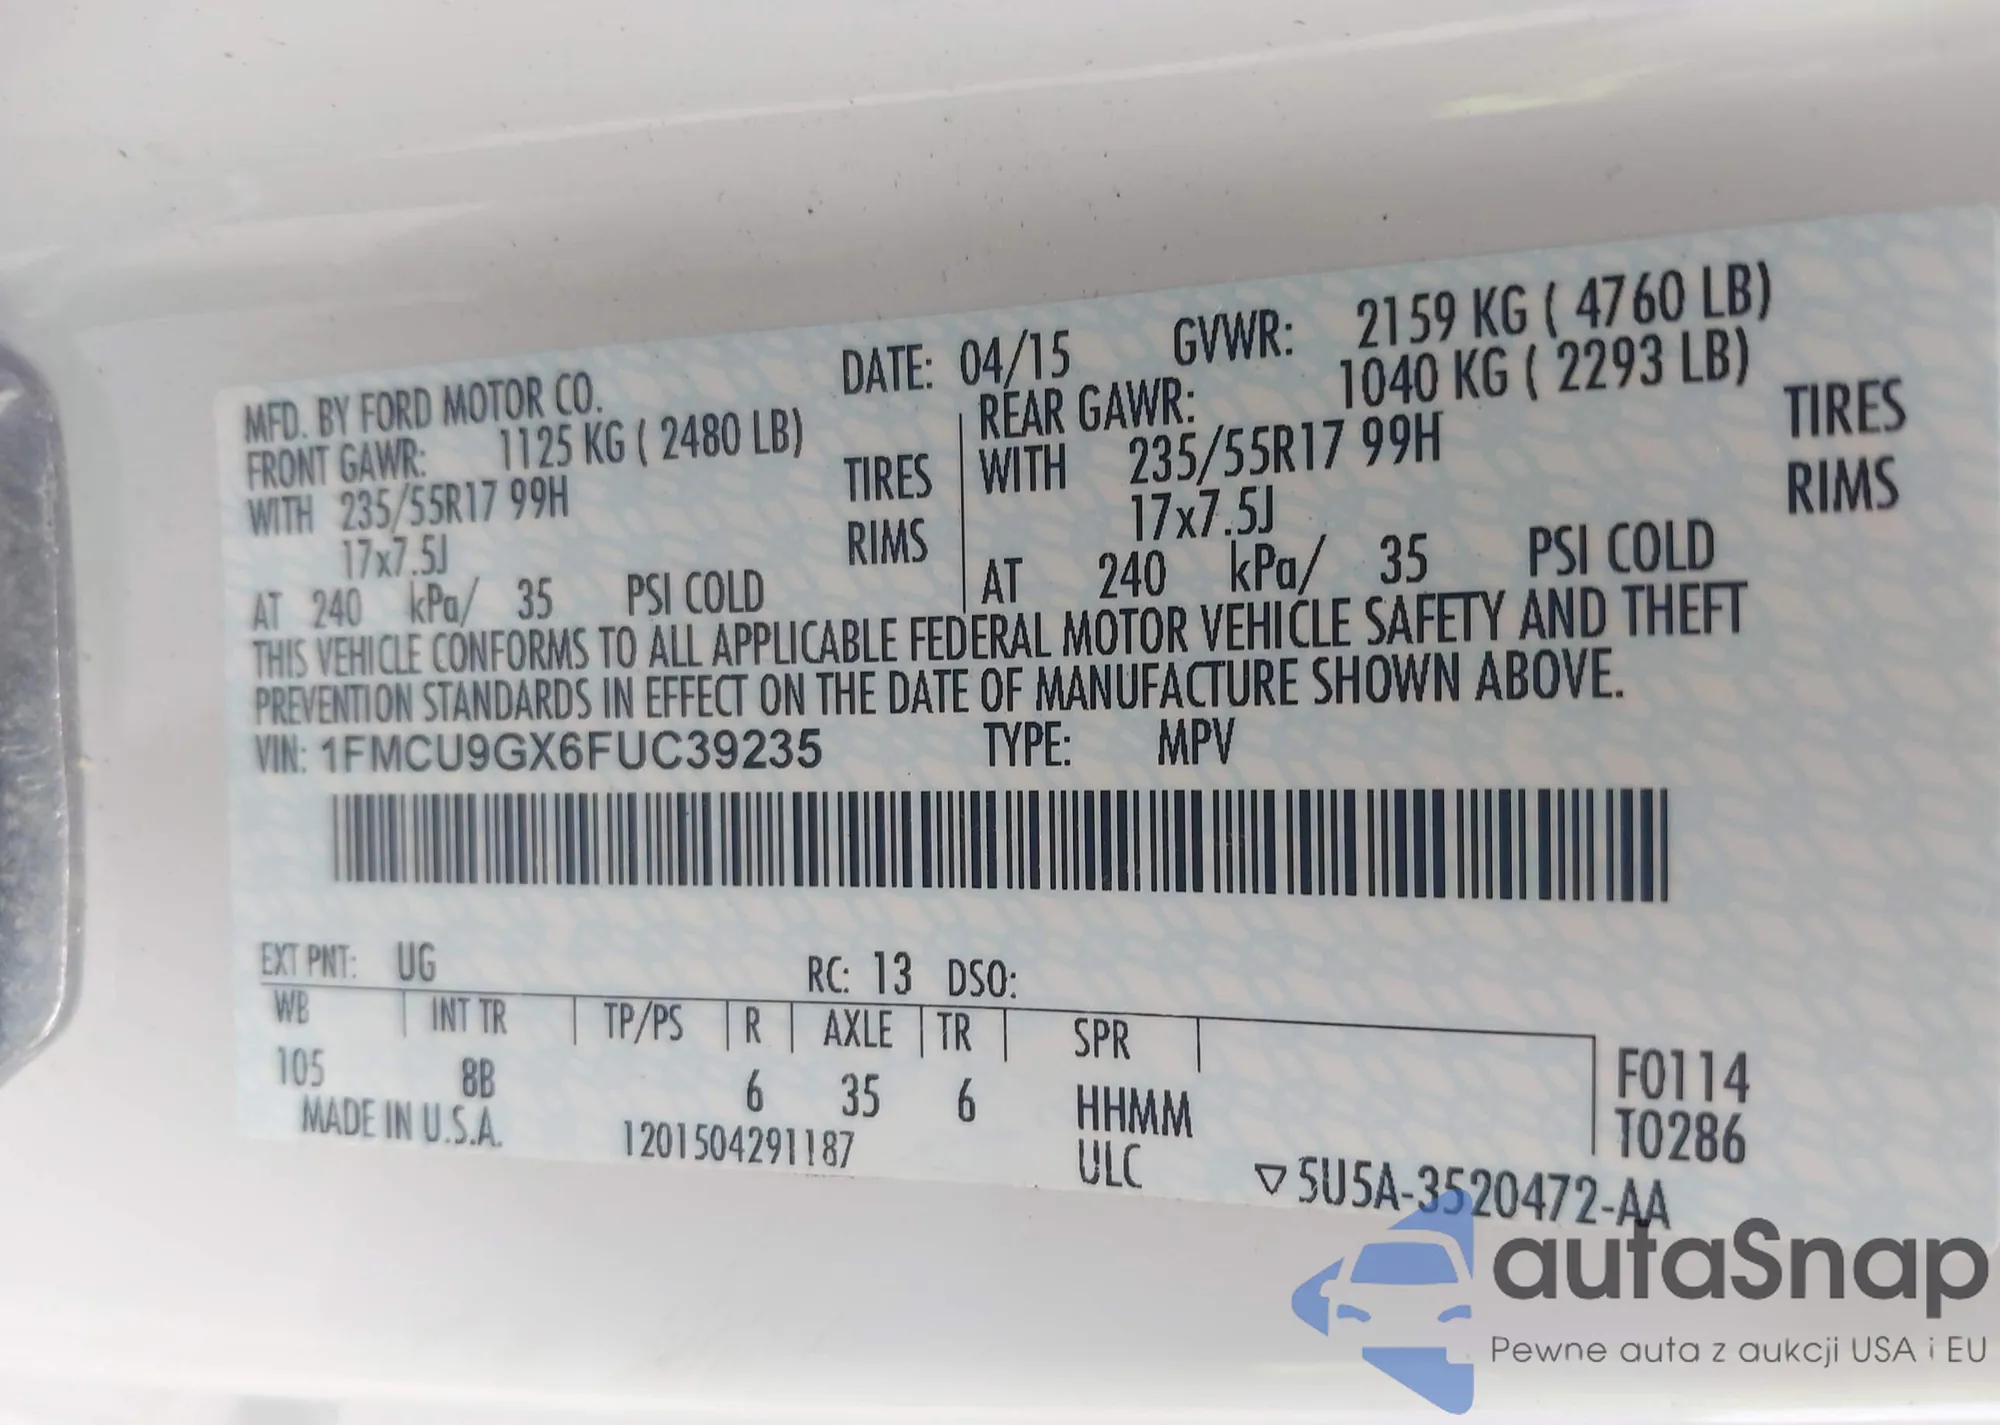 MFD. BY FORD MOTOR CO. DATE: 04/15 GVWR: 2159 KG ( 4760 LB)
FRONT GAWR: 1125 KG ( 2480 LB) REAR GAWR: 1040 KG ( 2293 LB)
WITH 235/55R17 99H TIRES WITH 235/55R17 99H TIRES
17x7.5J RIMS 17x7.5J RIMS
AT 240 kPa/ 35 PSI COLD AT 240 kPa/ 35 PSI COLD
THIS VEHICLE CONFORMS TO ALL APPLICABLE FEDERAL MOTOR VEHICLE SAFETY AND THEFT
PREVENTION STANDARDS IN EFFECT ON THE DATE OF MANUFACTURE SHOWN ABOVE.
VIN: 1FMCU9GX6FUC39235 TYPE: MPV
EXT PNT: UG RC: 13 DSO:
WB INT TR TP/PS R AXLE TR SPR
105 8B 6 35 6 HHMM F0114
MADE IN U.S.A. 1201504291187 ULC T0286
▽5U5A-3520472-AA
autaSnap
Pewne auta z aukcji USA i EU